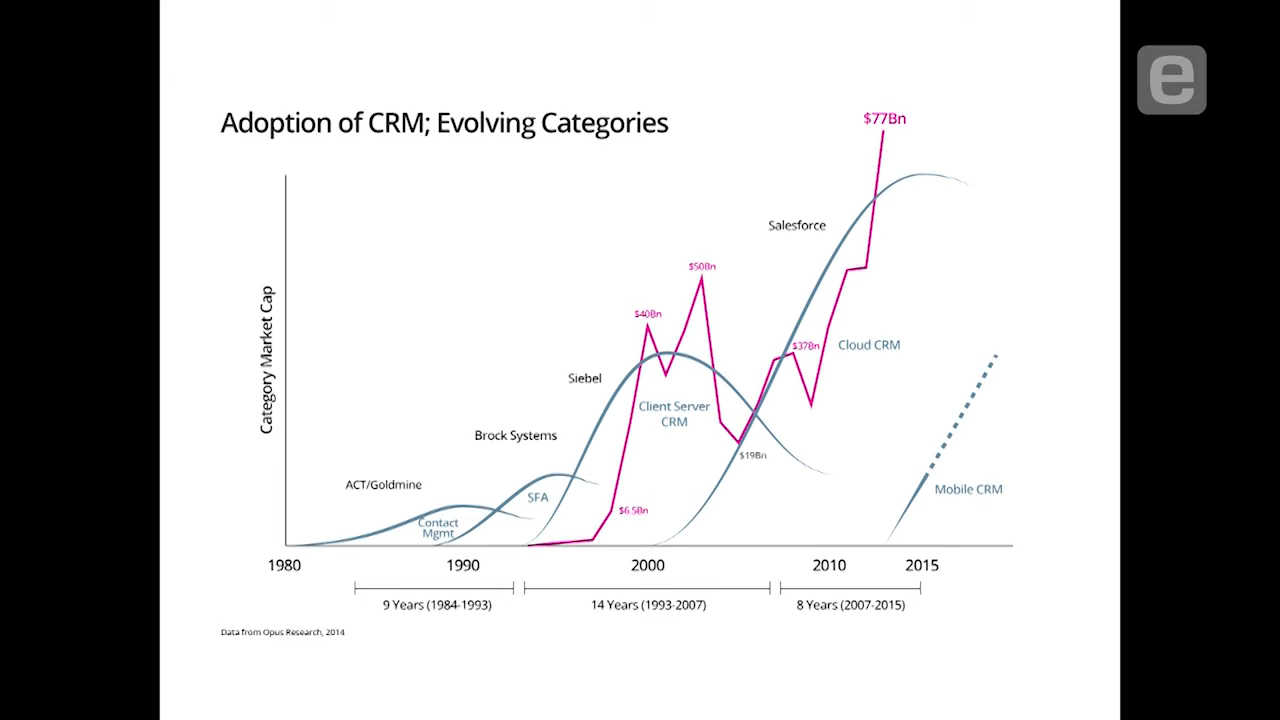 e
Adoption of CRM; Evolving Categories
$77Bn
Salesforce
$50Bn
$40Bn
$37Bn
Cloud CRM
Category Market Cap
Siebel
Client Server
CRM
Brock Systems
$19Bn
ACT/Goldmine
SFA
Mobile CRM
$6.5Bn
Contact
Mgmt
1980
1990
2000
2010
2015
9 Years (1984-1993)
14 Years (1993-2007)
8 Years (2007-2015)
Data from Opus Research, 2014